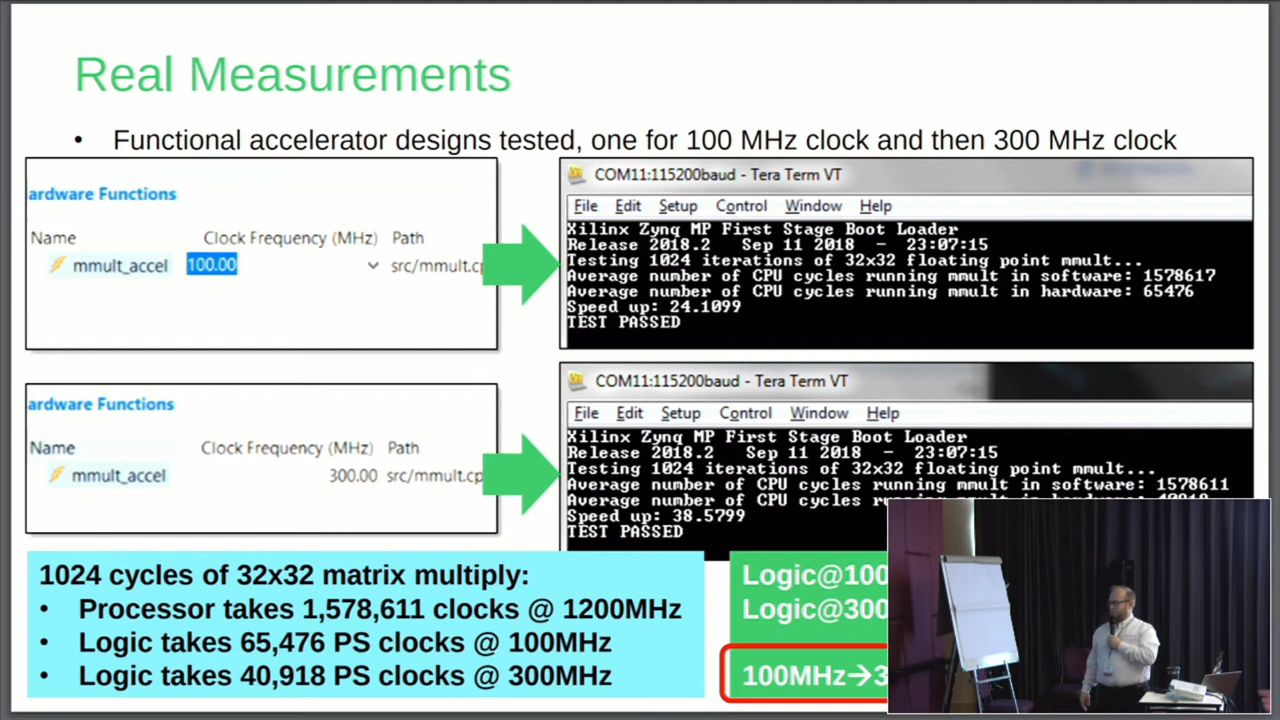 Real Measurements
• Functional accelerator designs tested, one for 100 MHz clock and then 300 MHz clock
ardware Functions
Name Clock Frequency (MHz) Path
mmult_accel 100.00 src/mmult.cp
COM11:115200baud - Tera Term VT
File Edit Setup Control Window Help
Xilinx Zynq MP First Stage Boot Loader
Release 2018.2 Sep 11 2018 - 23:07:15
Testing 1024 iterations of 32x32 floating point mmult...
Average number of CPU cycles running mmult in software: 1578617
Average number of CPU cycles running mmult in hardware: 65476
Speed up: 24.1099
TEST PASSED
ardware Functions
Name Clock Frequency (MHz) Path
mmult_accel 300.00 src/mmult.cp
COM11:115200baud - Tera Term VT
File Edit Setup Control Window Help
Xilinx Zynq MP First Stage Boot Loader
Release 2018.2 Sep 11 2018 - 23:07:15
Testing 1024 iterations of 32x32 floating point mmult...
Average number of CPU cycles running mmult in software: 1578611
Average number of CPU cycles
Speed up: 38.5799
TEST PASSED
1024 cycles of 32x32 matrix multiply:
• Processor takes 1,578,611 clocks @ 1200MHz
• Logic takes 65,476 PS clocks @ 100MHz
• Logic takes 40,918 PS clocks @ 300MHz
Logic@100
Logic@300
100MHz→3